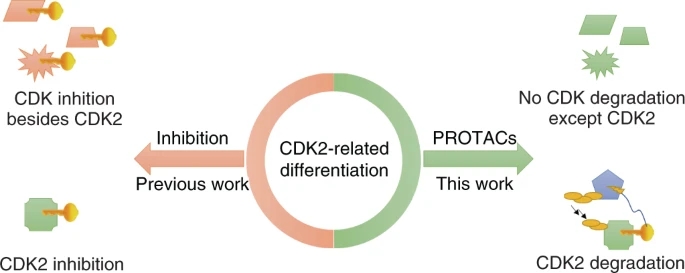 CDK inhition
besides CDK2
Inhibition
Previous work
CDK2 inhibition
CDK2-related
differentiation
PROTACs
This work
No CDK degradation
except CDK2
CDK2 degradation